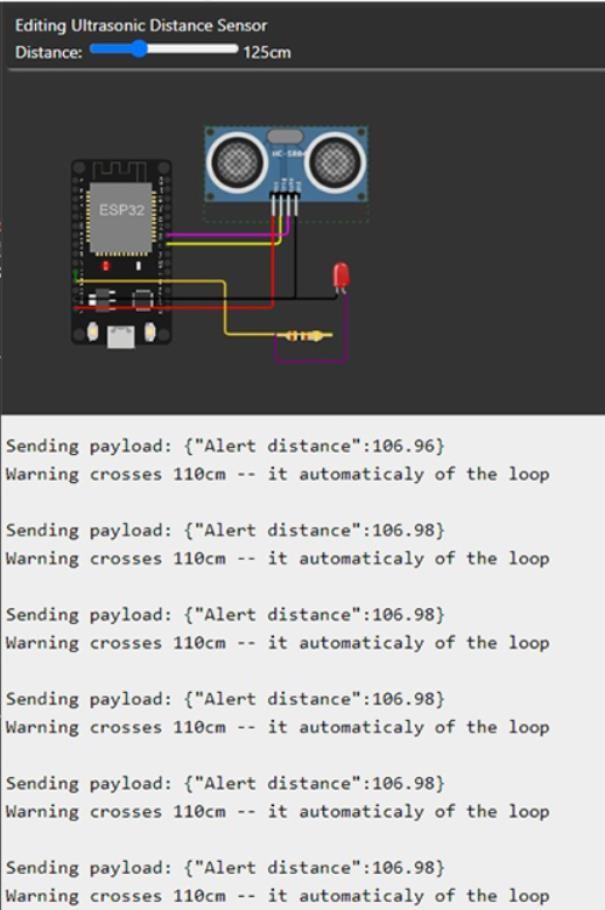 Editing Ultrasonic Distance Sensor
Distance: 125cm
HC-SR04
ESP32
Sending payload: {"Alert distance":106.96}
Warning crosses 110cm -- it automaticaly of the loop
Sending payload: {"Alert distance":106.98}
Warning crosses 110cm -- it automaticaly of the loop
Sending payload: {"Alert distance":106.98}
Warning crosses 110cm -- it automaticaly of the loop
Sending payload: {"Alert distance":106.98}
Warning crosses 110cm -- it automaticaly of the loop
Sending payload: {"Alert distance":106.98}
Warning crosses 110cm -- it automaticaly of the loop
Sending payload: {"Alert distance":106.98}
Warning crosses 110cm -- it automaticaly of the loop